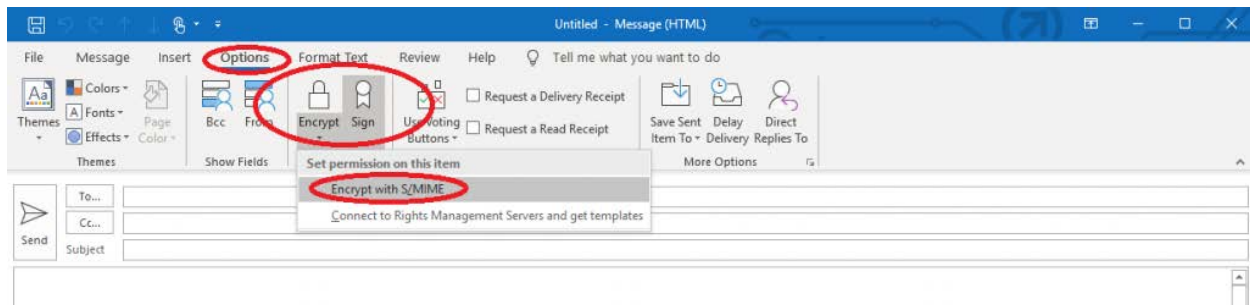 Untitled - Message (HTML)
File Message Insert Options Format Text Review Help Tell me what you want to do
Aa
Themes
Colors
A Fonts
Effects
Page
Color
Themes
Bcc From
Show Fields
Encrypt Sign
Use Voting
Buttons
Request a Delivery Receipt
Request a Read Receipt
Save Sent
Item To
Delay
Delivery
Direct
Replies To
More Options
Set permission on this item
Encrypt with S/MIME
Connect to Rights Management Servers and get templates
Send
To...
Cc...
Subject